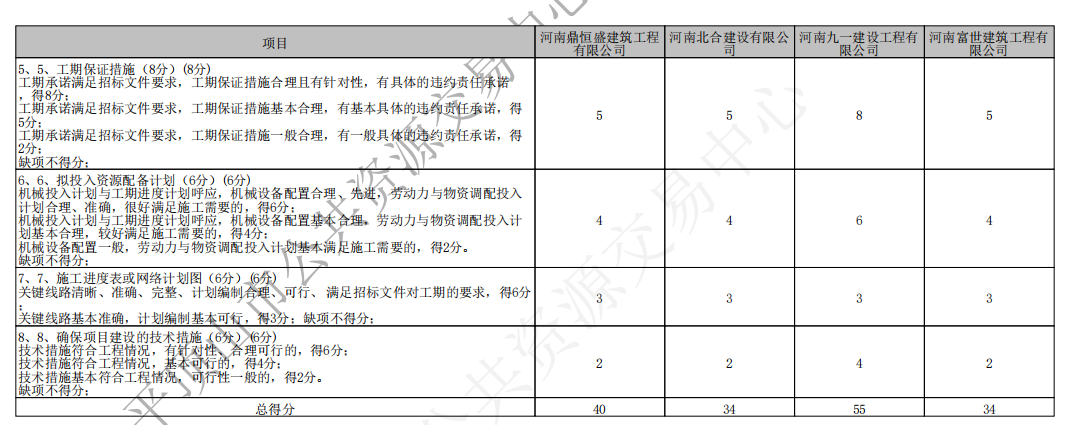 项目
河南鼎恒盛建筑工程
有限公司
河南北合建设有限公
司
河南九一建设工程有
限公司
河南富世建筑工程有
限公司
5、5、工期保证措施（8分）(8分)
工期承诺满足招标文件要求，工期保证措施合理且有针对性，有具体的违约责任承诺
，得8分；
工期承诺满足招标文件要求，工期保证措施基本合理，有基本具体的违约责任承诺，得
5分；
工期承诺满足招标文件要求，工期保证措施一般合理，有一般具体的违约责任承诺，得
2分；
缺项不得分；
5
5
8
5
6、6、拟投入资源配备计划（6分）(6分)
机械投入计划与工期进度计划呼应，机械设备配置合理、先进，劳动力与物资调配投入
计划合理、准确，很好满足施工需要的，得6分；
机械投入计划与工期进度计划呼应，机械设备配置基本合理，劳动力与物资调配投入计
划基本合理，较好满足施工需要的，得4分；
机械设备配置一般，劳动力与物资调配投入计划基本满足施工需要的，得2分。
缺项不得分；
4
4
6
4
7、7、施工进度表或网络计划图（6分）(6分)
关键线路清晰、准确、完整、计划编制合理、可行、满足招标文件对工期的要求，得6分
；
关键线路基本准确，计划编制基本可行，得3分；缺项不得分；
3
3
3
3
8、8、确保项目建设的技术措施（6分）(6分)
技术措施符合工程情况，有针对性、合理可行的，得6分；
技术措施符合工程情况，基本可行的，得4分；
技术措施基本符合工程情况，可行性一般的，得2分。
缺项不得分；
2
2
4
2
总得分
40
34
55
34
平顶山市公共资源交易中心
公共资源交易中心